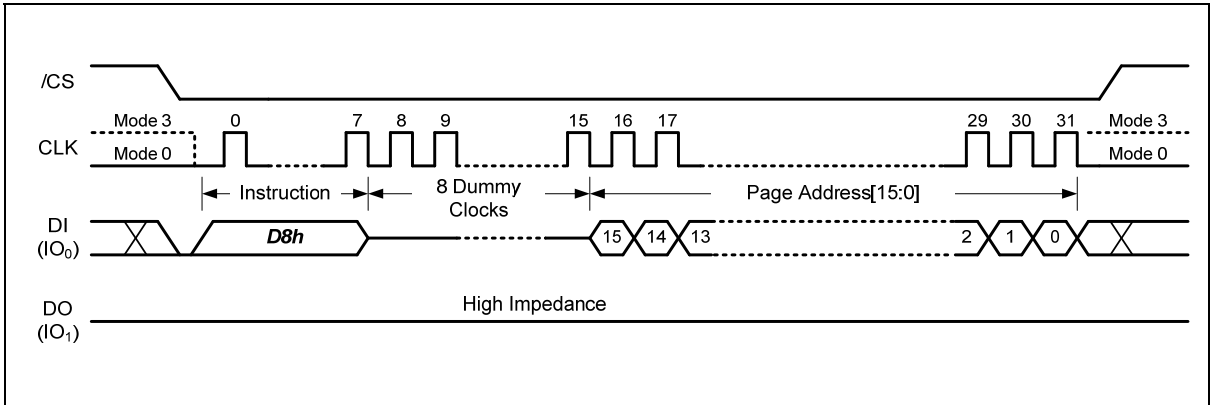 /CS
Mode 3 0 7 8 9 15 16 17 29 30 31 Mode 3
CLK
Mode 0 Mode 0
Instruction 8 Dummy Clocks Page Address[15:0]
DI
(IO0)
D8h 15 14 13 2 1 0
High Impedance
DO
(IO1)